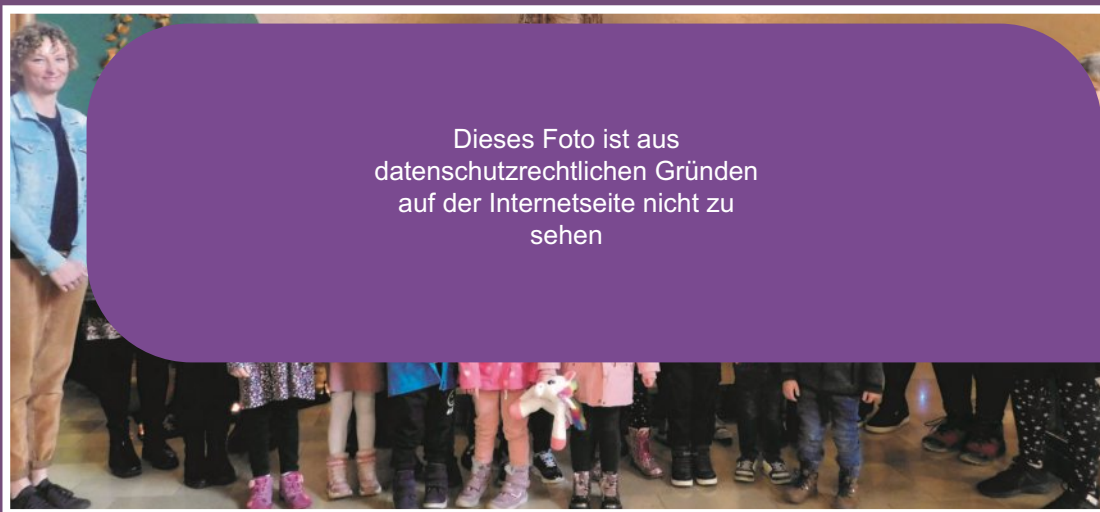 Dieses Foto ist aus
datenschutzrechtlichen Gründen
auf der Internetseite nicht zu
sehen